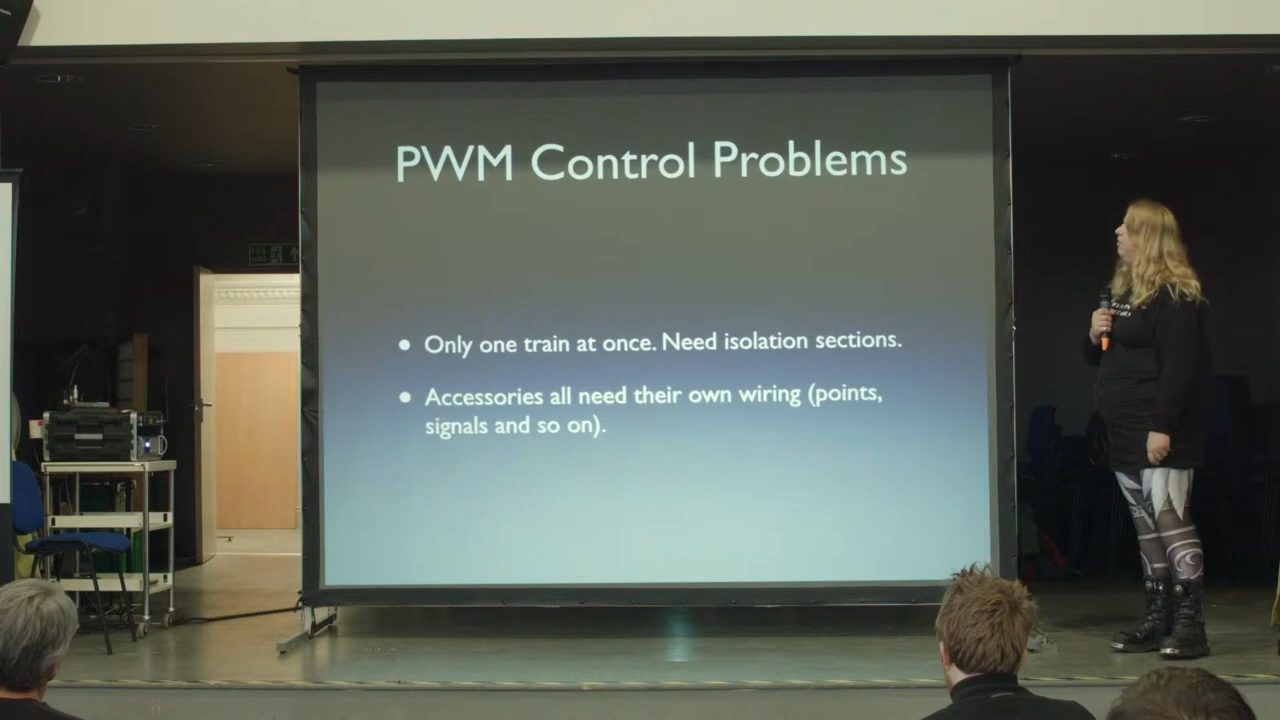 PWM Control Problems
• Only one train at once. Need isolation sections.
• Accessories all need their own wiring (points,
signals and so on).